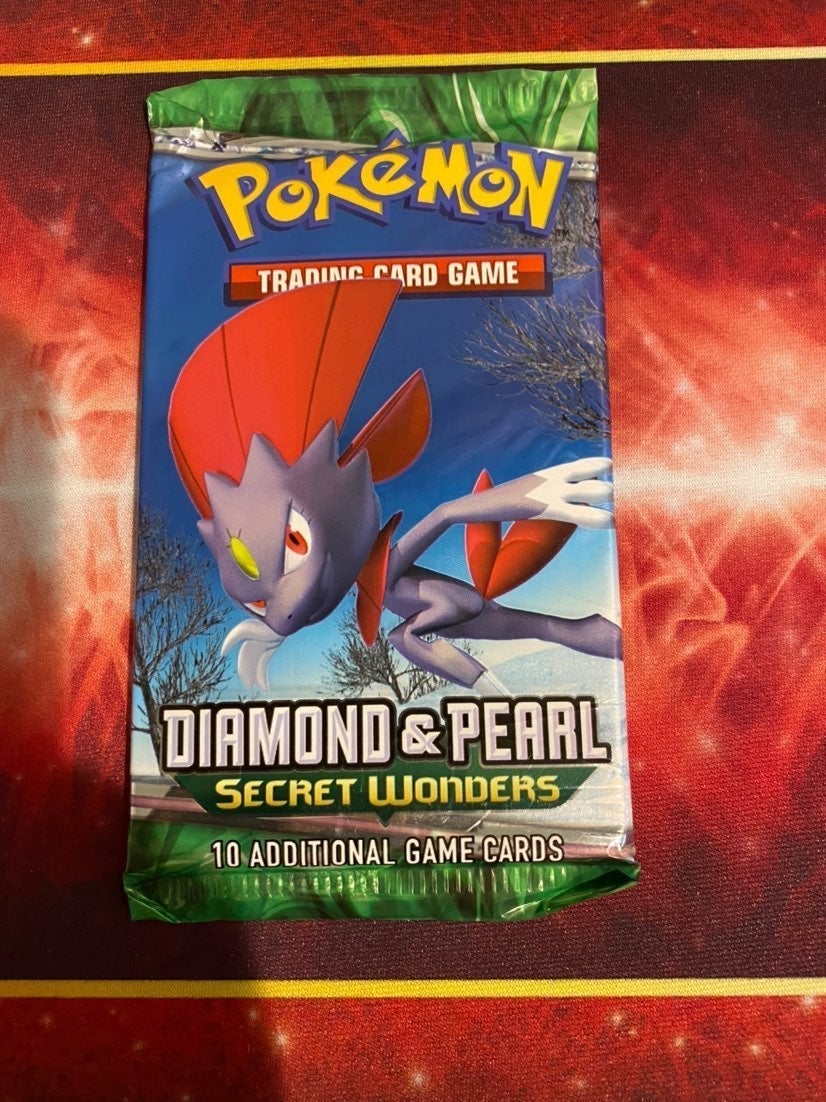 POKéMON
TRADING CARD GAME
DIAMOND & PEARL
SECRET WONDERS
10 ADDITIONAL GAME CARDS